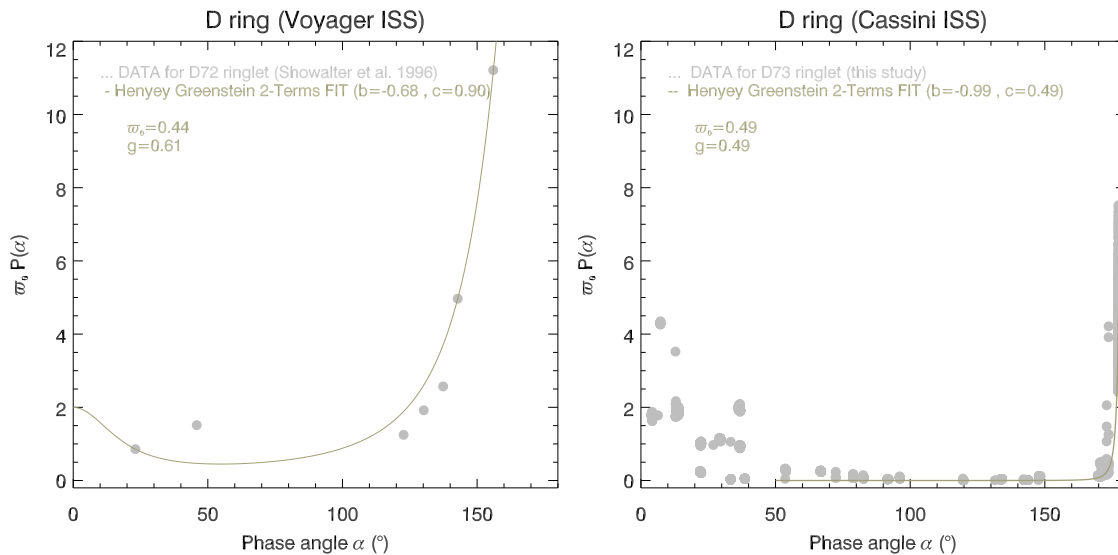 D ring (Voyager ISS)
... DATA for D72 ringlet (Showalter et al. 1996)
- Henyey Greenstein 2-Terms FIT (b=-0.68 , c=0.90)
ϖ₀=0.44
g=0.61
12
10
8
6
4
2
0
ϖ₀ P(α)
0
50
100
150
Phase angle α (°)
D ring (Cassini ISS)
... DATA for D73 ringlet (this study)
-- Henyey Greenstein 2-Terms FIT (b=-0.99 , c=0.49)
ϖ₀=0.49
g=0.49
12
10
8
6
4
2
0
ϖ₀ P(α)
0
50
100
150
Phase angle α (°)